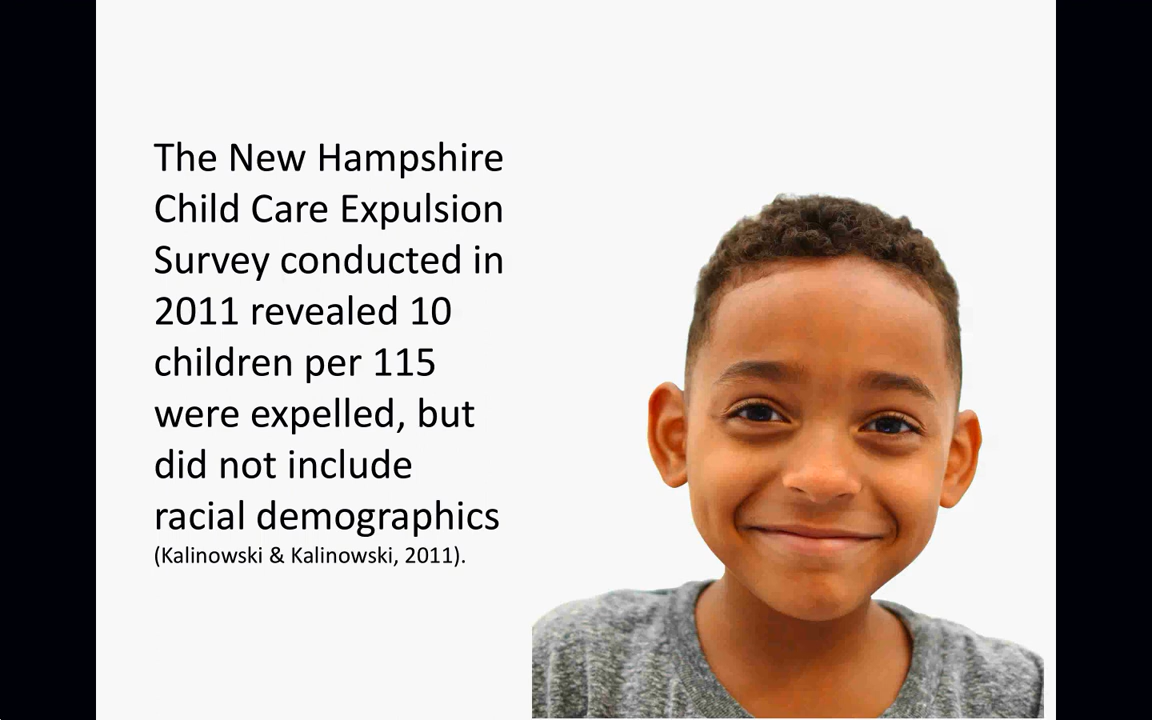 The New Hampshire
Child Care Expulsion
Survey conducted in
2011 revealed 10
children per 115
were expelled, but
did not include
racial demographics
(Kalinowski & Kalinowski, 2011).